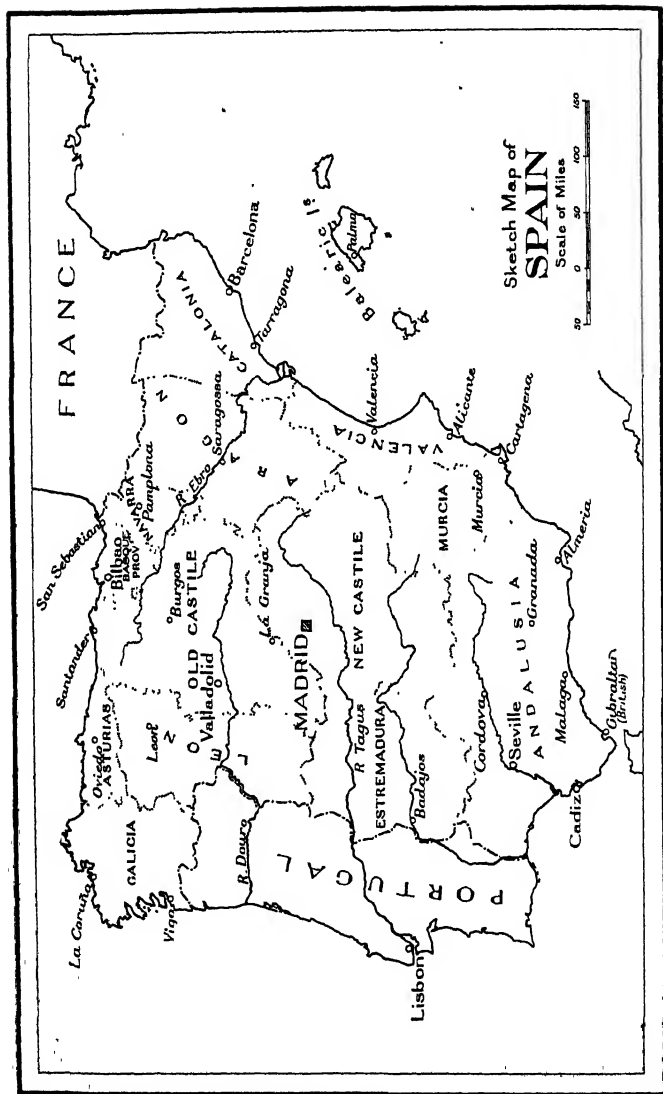 FRANCE
San Sebastian
Santander
Bilbao
BASQUE
PROV
NAVARRA
Pamplona
La Coruña
Oviedo
ASTURIAS
GALICIA
Vigo
Leon
LEON
Burgos
OLD CASTILE
Valladolid
R. Ebro
Saragossa
ARAGON
CATALONIA
Barcelona
Tarragona
R. Douro
La Granja
MADRID
PORTUGAL
R Tagus
NEW CASTILE
ESTREMADURA
Badajos
Lisbon
Valencia
VALENCIA
Balearic Is.
Palma
Alicante
MURCIA
Murcia
Cartagena
Cordova
Seville
ANDALUSIA
Granada
Almeria
Malaga
Cadiz
Gibraltar
(British)
Sketch Map of
SPAIN
Scale of Miles
50 0 50 100 150